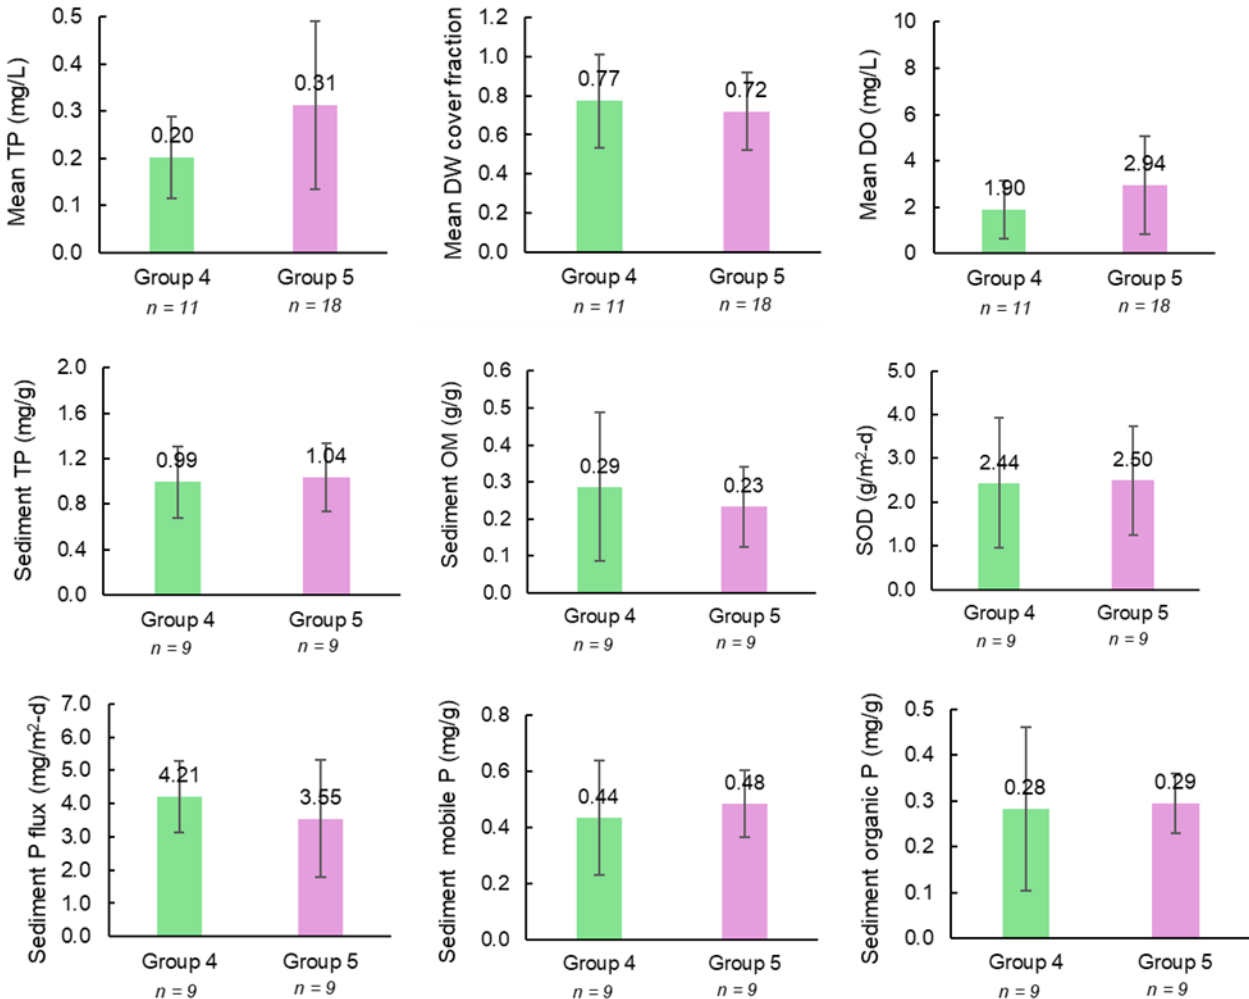 Mean TP (mg/L)
0.5
0.4
0.3
0.2
0.1
0.0
0.20
0.31
Group 4
Group 5
n = 11
n = 18
Mean DW cover fraction
1.2
1.0
0.8
0.6
0.4
0.2
0.0
0.77
0.72
Group 4
Group 5
n = 11
n = 18
Mean DO (mg/L)
10
8
6
4
2
0
1.90
2.94
Group 4
Group 5
n = 11
n = 18
Sediment TP (mg/g)
2.0
1.6
1.2
0.8
0.4
0.0
0.99
1.04
Group 4
Group 5
n = 9
n = 9
Sediment OM (g/g)
0.6
0.5
0.4
0.3
0.2
0.1
0.0
0.29
0.23
Group 4
Group 5
n = 9
n = 9
SOD (g/m²-d)
5.0
4.0
3.0
2.0
1.0
0.0
2.44
2.50
Group 4
Group 5
n = 9
n = 9
Sediment P flux (mg/m²-d)
7.0
6.0
5.0
4.0
3.0
2.0
1.0
0.0
4.21
3.55
Group 4
Group 5
n = 9
n = 9
Sediment mobile P (mg/g)
0.8
0.6
0.4
0.2
0.0
0.44
0.48
Group 4
Group 5
n = 9
n = 9
Sediment organic P (mg/g)
0.5
0.4
0.3
0.2
0.1
0.0
0.28
0.29
Group 4
Group 5
n = 9
n = 9